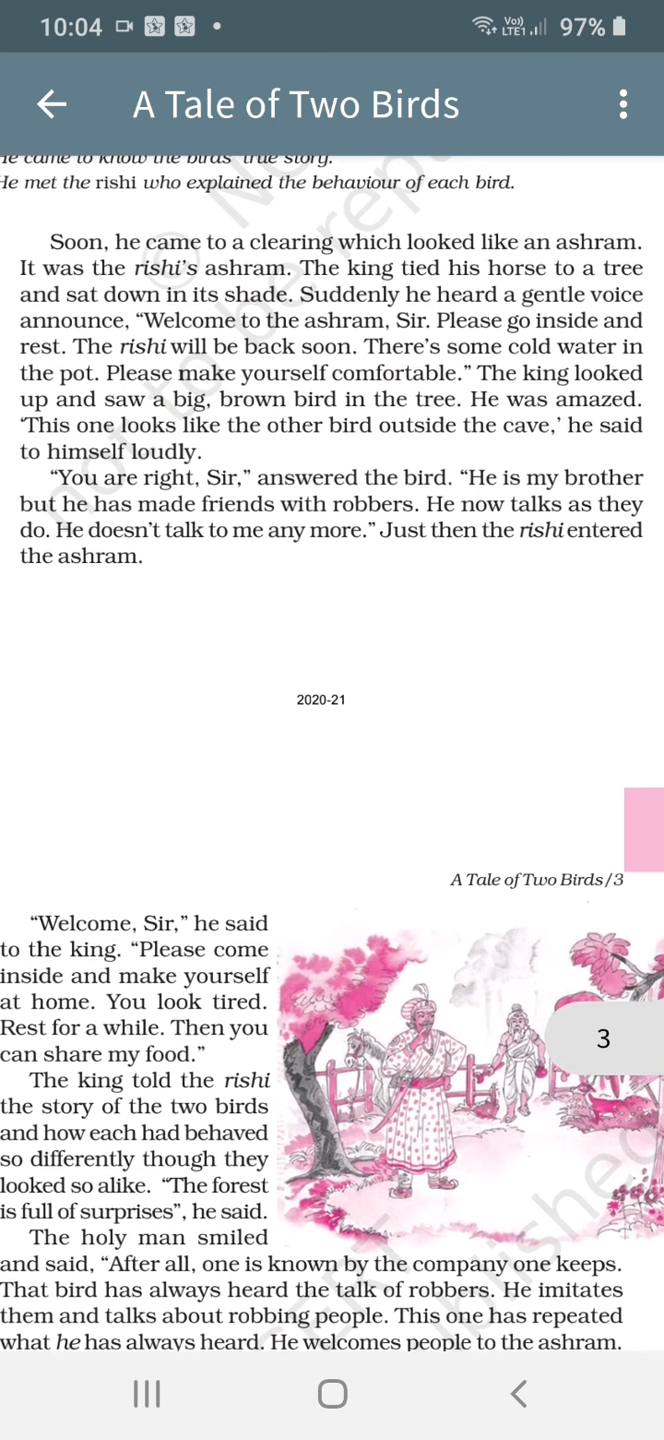 10:04
Vo)) LTE1 97%
A Tale of Two Birds
He came to know the birds' true story.
He met the rishi who explained the behaviour of each bird.
Soon, he came to a clearing which looked like an ashram.
It was the rishi's ashram. The king tied his horse to a tree
and sat down in its shade. Suddenly he heard a gentle voice
announce, “Welcome to the ashram, Sir. Please go inside and
rest. The rishi will be back soon. There's some cold water in
the pot. Please make yourself comfortable.” The king looked
up and saw a big, brown bird in the tree. He was amazed.
‘This one looks like the other bird outside the cave,’ he said
to himself loudly.
“You are right, Sir,” answered the bird. “He is my brother
but he has made friends with robbers. He now talks as they
do. He doesn't talk to me any more.” Just then the rishi entered
the ashram.
2020-21
A Tale of Two Birds/3
“Welcome, Sir,” he said
to the king. “Please come
inside and make yourself
at home. You look tired.
Rest for a while. Then you
can share my food.”
The king told the rishi
the story of the two birds
and how each had behaved
so differently though they
looked so alike. “The forest
is full of surprises”, he said.
The holy man smiled
3
and said, “After all, one is known by the company one keeps.
That bird has always heard the talk of robbers. He imitates
them and talks about robbing people. This one has repeated
what he has always heard. He welcomes people to the ashram.